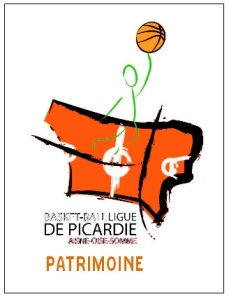 BASKET-BALL LIGUE
DE PICARDIE
AISNE-OISE-SOMME
PATRIMOINE